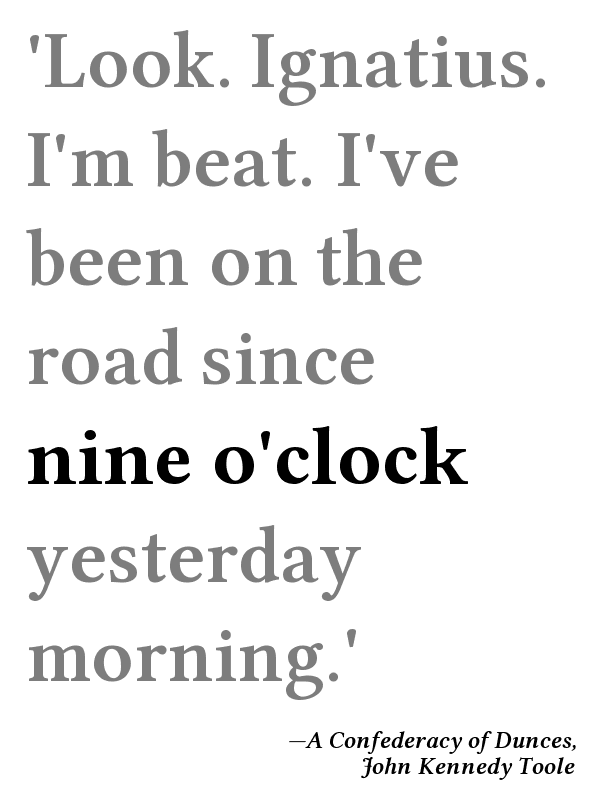 'Look. Ignatius.
I'm beat. I've
been on the
road since
nine o'clock
yesterday
morning.'
—A Confederacy of Dunces,
John Kennedy Toole